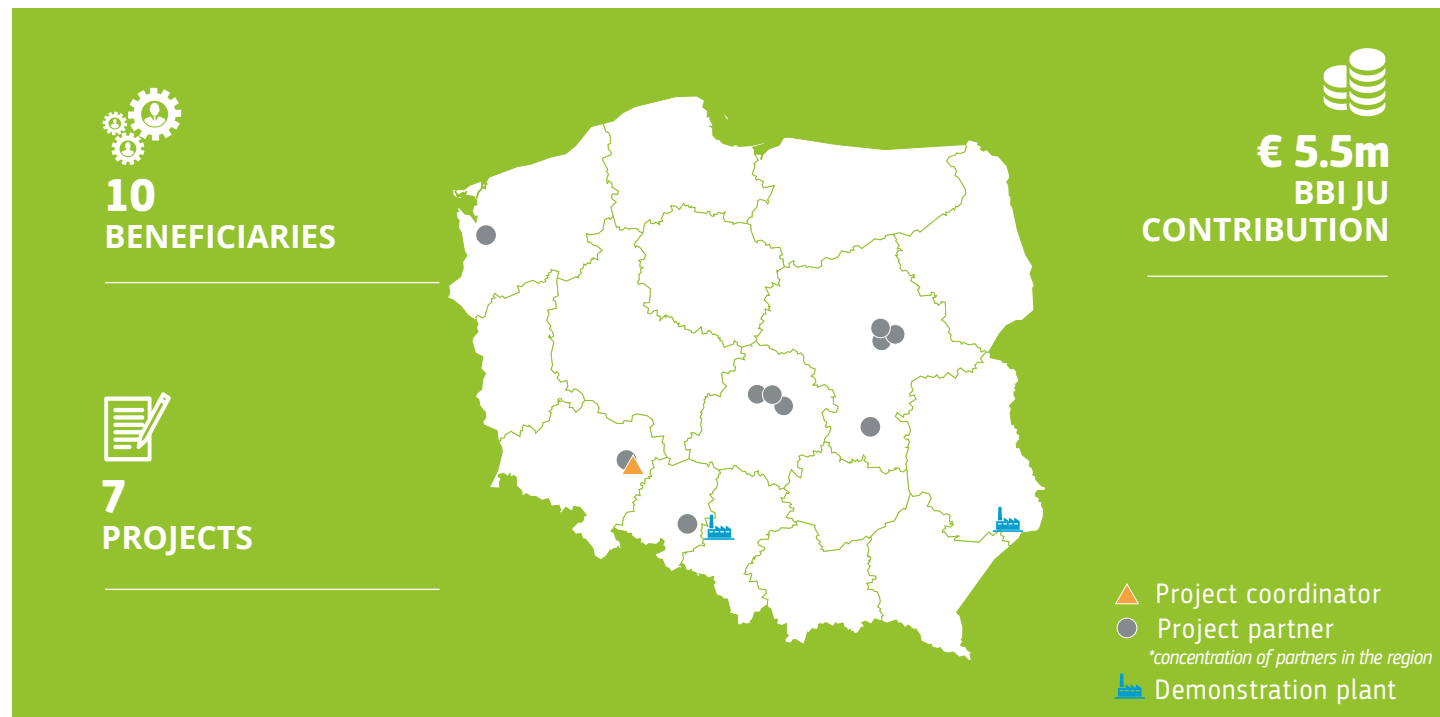 10
BENEFICIARIES
7
PROJECTS
€ 5.5m
BBI JU
CONTRIBUTION
Project coordinator
Project partner
*concentration of partners in the region
Demonstration plant